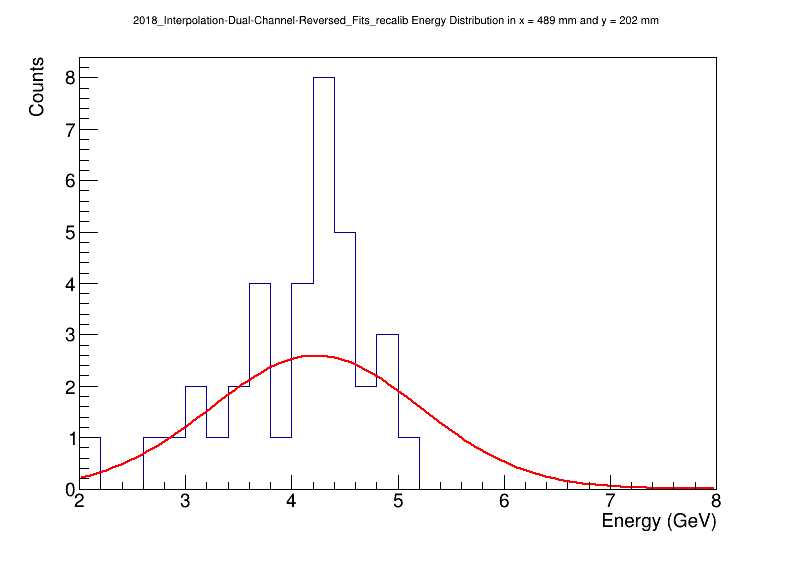 2018_Interpolation-Dual-Channel-Reversed_Fits_recalib Energy Distribution in x = 489 mm and y = 202 mm
Counts
8
7
6
5
4
3
2
1
0
2 3 4 5 6 7 8
Energy (GeV)